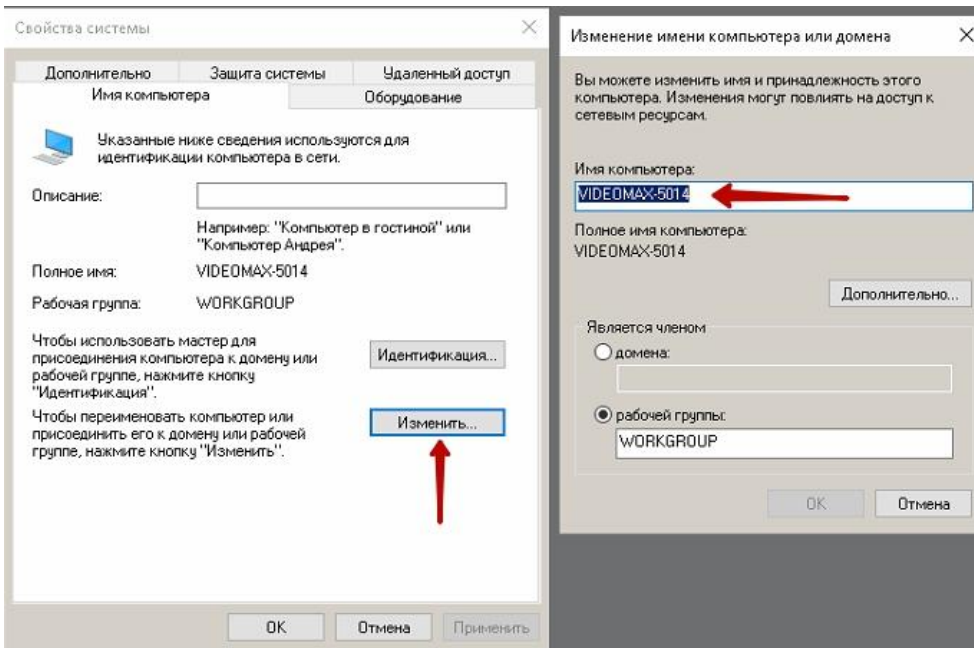 Свойства системы
Дополнительно
Защита системы
Удаленный доступ
Имя компьютера
Оборудование
Указанные ниже сведения используются для
идентификации компьютера в сети.
Описание:
Например: "Компьютер в гостиной" или
"Компьютер Андрея".
Полное имя:
VIDEOMAX-5014
Рабочая группа:
WORKGROUP
Чтобы использовать мастер для
присоединения компьютера к домену или
рабочей группе, нажмите кнопку
"Идентификация".
Идентификация...
Чтобы переименовать компьютер или
присоединить его к домену или рабочей
группе, нажмите кнопку "Изменить".
Изменить...
OK
Отмена
Применить
Изменение имени компьютера или домена
Вы можете изменить имя и принадлежность этого
компьютера. Изменения могут повлиять на доступ к
сетевым ресурсам.
Имя компьютера:
VIDEOMAX-5014
Полное имя компьютера:
VIDEOMAX-5014
Дополнительно...
Является членом
домена:
рабочей группы:
WORKGROUP
OK
Отмена